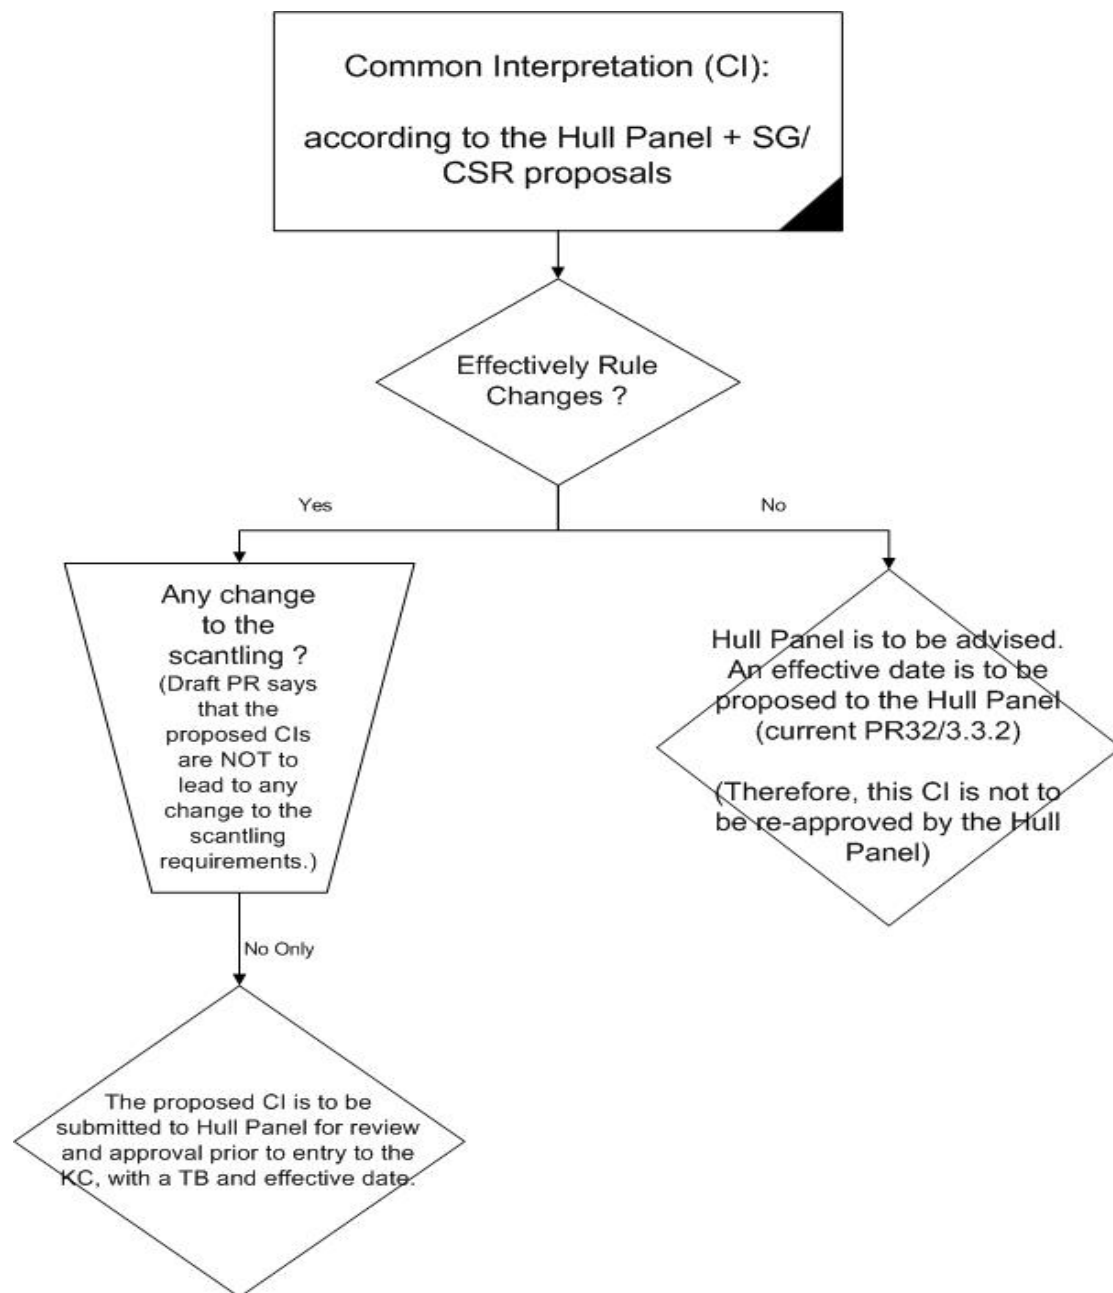 Common Interpretation (CI):
according to the Hull Panel + SG/
CSR proposals
Effectively Rule
Changes ?
Yes
No
Any change
to the
scantling ?
(Draft PR says
that the
proposed CIs
are NOT to
lead to any
change to the
scantling
requirements.)
Hull Panel is to be advised.
An effective date is to be
proposed to the Hull Panel
(current PR32/3.3.2)
(Therefore, this CI is not to
be re-approved by the Hull
Panel)
No Only
The proposed CI is to be
submitted to Hull Panel for review
and approval prior to entry to the
KC, with a TB and effective date.